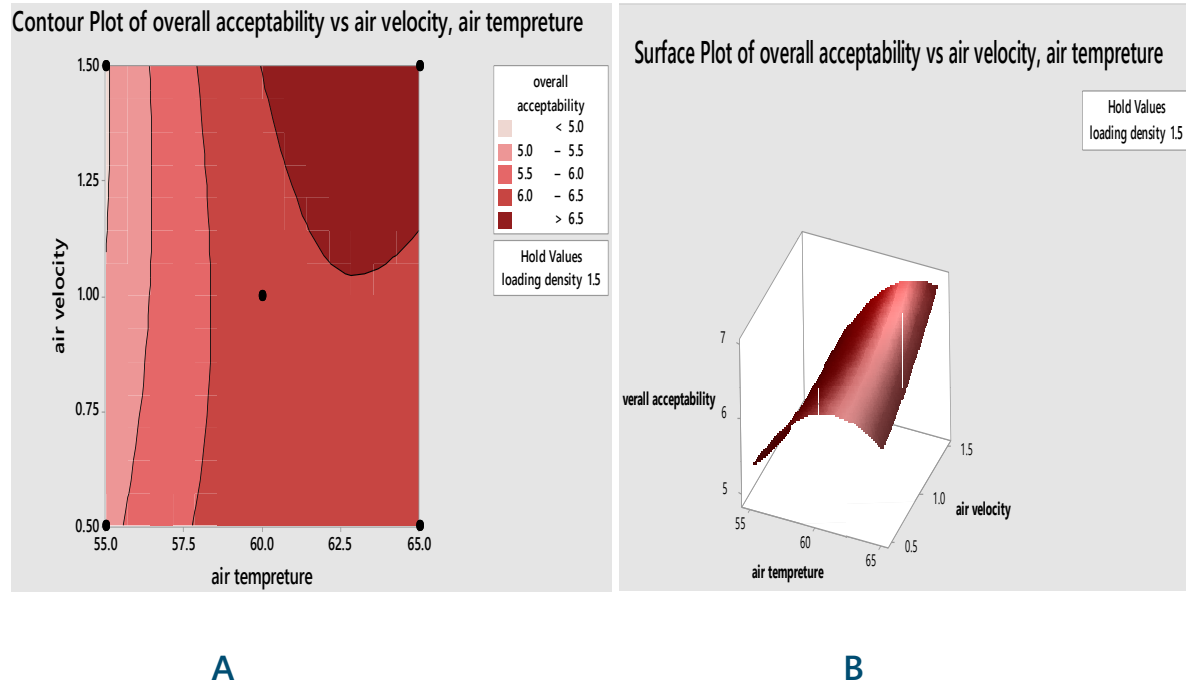 Contour Plot of overall acceptability vs air velocity, air tempreture
1.50
1.25
1.00
0.75
0.50
air velocity
55.0 57.5 60.0 62.5 65.0
air tempreture
overall
acceptability
< 5.0
5.0 – 5.5
5.5 – 6.0
6.0 – 6.5
> 6.5
Hold Values
loading density 1.5
A
Surface Plot of overall acceptability vs air velocity, air tempreture
Hold Values
loading density 1.5
7
verall acceptability
6
5
55
60
65
air tempreture
1.5
1.0
0.5
air velocity
B